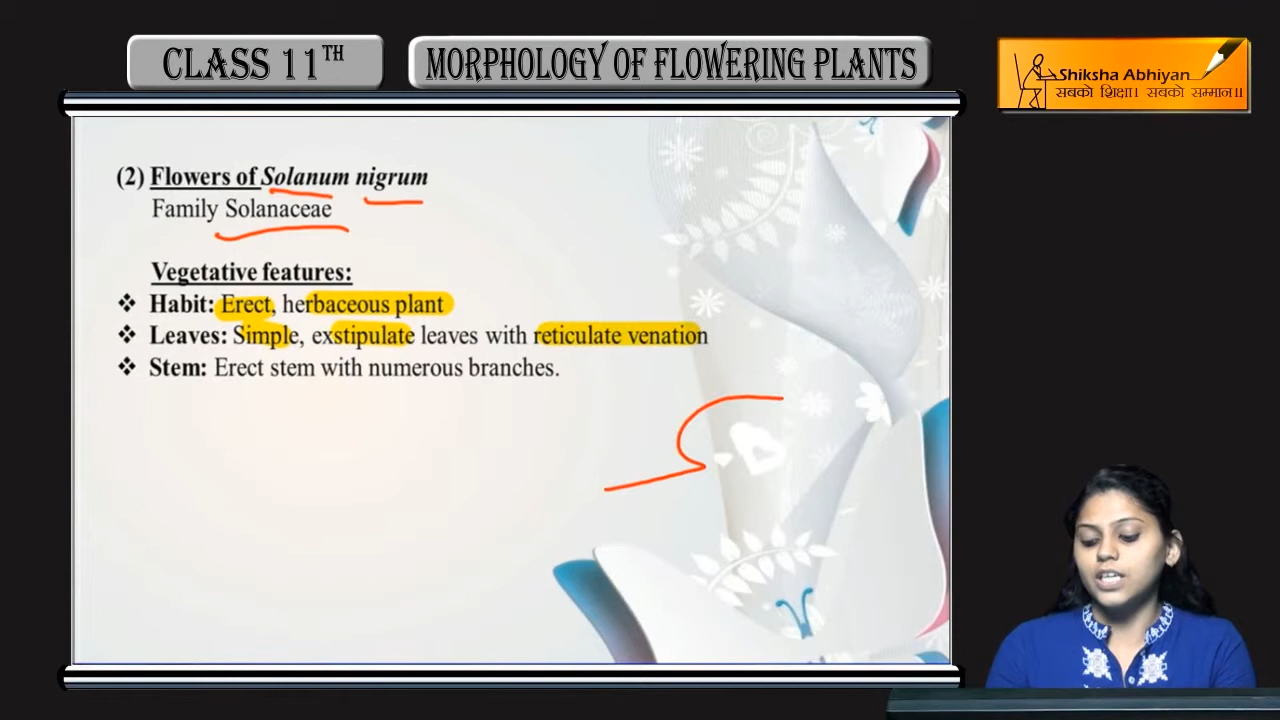 CLASS 11TH
MORPHOLOGY OF FLOWERING PLANTS
Shiksha Abhiyan
सबको शिक्षा। सबको सम्मान॥
(2) Flowers of Solanum nigrum
Family Solanaceae
Vegetative features:
❖ Habit: Erect, herbaceous plant
❖ Leaves: Simple, exstipulate leaves with reticulate venation
❖ Stem: Erect stem with numerous branches.